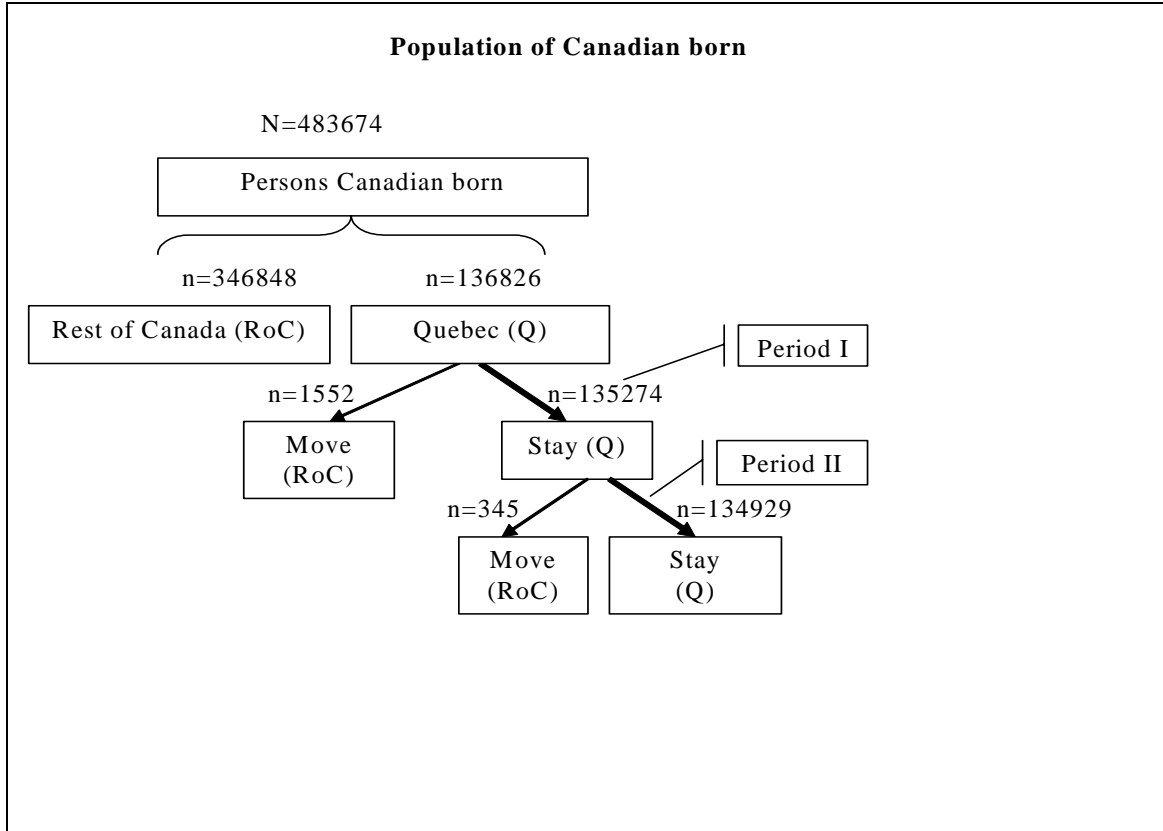 Population of Canadian born
N=483674
Persons Canadian born
n=346848
n=136826
Rest of Canada (RoC)
Quebec (Q)
Period I
n=1552
n=135274
Move
(RoC)
Stay (Q)
Period II
n=345
n=134929
Move
(RoC)
Stay
(Q)